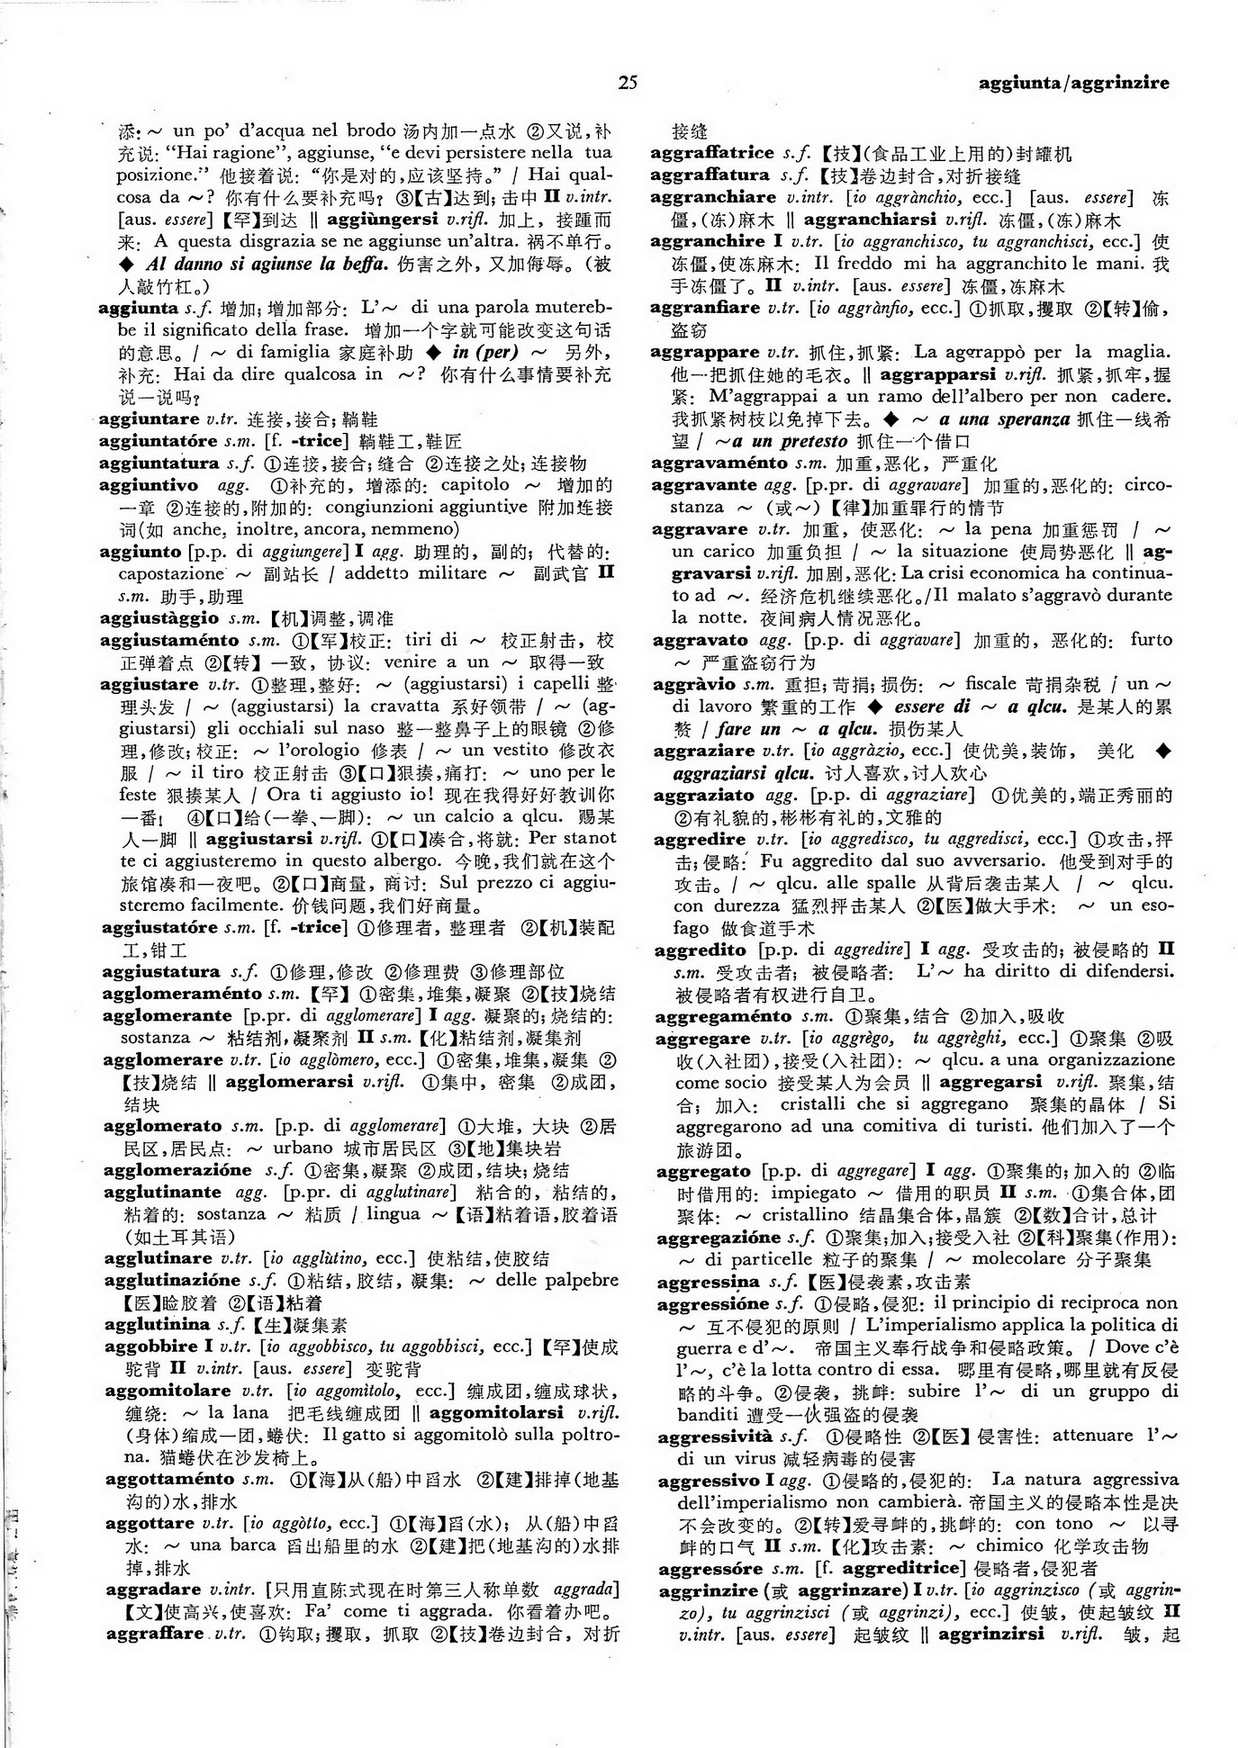 25
aggiunta/aggrinzire
添:～ un po’ d’acqua nel brodo 汤内加一点水 ②又说,补
充说: “Hai ragione”, aggiunse, “e devi persistere nella tua
posizione.” 他接着说: “你是对的,应该坚持。” / Hai qual-
cosa da ～? 你有什么要补充吗? ③【古】达到; 击中 II v.intr.
[aus. essere] 【罕】到达 ‖ aggiùngersi v.rifl. 加上, 接踵而
来: A questa disgrazia se ne aggiunse un’altra. 祸不单行。
◆ Al danno si agiunse la beffa. 伤害之外, 又加侮辱。(被
人敲竹杠。)
aggiunta s.f. 增加; 增加部分: L’～ di una parola mutereb-
be il significato della frase. 增加一个字就可能改变这句话
的意思。/ ～ di famiglia 家庭补助 ◆ in (per) ～ 另外,
补充: Hai da dire qualcosa in ～? 你有什么事情要补充
说一说吗?
aggiuntare v.tr. 连接,接合; 鞝鞋
aggiuntatóre s.m. [f. -trice] 鞝鞋工,鞋匠
aggiuntatura s.f. ①连接,接合; 缝合 ②连接之处; 连接物
aggiuntivo agg. ①补充的, 增添的: capitolo ～ 增加的
一章 ②连接的,附加的: congiunzioni aggiuntive 附加连接
词(如 anche, inoltre, ancora, nemmeno)
aggiunto [p.p. di aggiungere] I agg. 助理的, 副的; 代替的:
capostazione ～ 副站长 / addetto militare ～ 副武官 II
s.m. 助手,助理
aggiustàggio s.m. 【机】调整,调准
aggiustaménto s.m. ①【军】校正: tiri di ～ 校正射击, 校
正弹着点 ②【转】一致, 协议: venire a un ～ 取得一致
aggiustare v.tr. ①整理,整好: ～ (aggiustarsi) i capelli 整
理头发 / ～ (aggiustarsi) la cravatta 系好领带 / ～ (ag-
giustarsi) gli occhiali sul naso 整一整鼻子上的眼镜 ②修
理,修改; 校正: ～ l’orologio 修表 / ～ un vestito 修改衣
服 / ～ il tiro 校正射击 ③【口】狠揍,痛打: ～ uno per le
feste 狠揍某人 / Ora ti aggiusto io! 现在我得好好教训你
一番! ④【口】给(一拳、一脚): ～ un calcio a qlcu. 赐某
人一脚 ‖ aggiustarsi v.rifl. ①【口】凑合,将就: Per stanot
te ci aggiusteremo in questo albergo. 今晚,我们就在这个
旅馆凑和一夜吧。②【口】商量, 商讨: Sul prezzo ci aggiu-
steremo facilmente. 价钱问题,我们好商量。
aggiustatóre s.m. [f. -trice] ①修理者, 整理者 ②【机】装配
工,钳工
aggiustatura s.f. ①修理,修改 ②修理费 ③修理部位
agglomeraménto s.m. 【罕】①密集,堆集,凝聚 ②【技】烧结
agglomerante [p.pr. di agglomerare] I agg. 凝聚的; 烧结的:
sostanza ～ 粘结剂,凝聚剂 II s.m. 【化】粘结剂,凝集剂
agglomerare v.tr. [io agglòmero, ecc.] ①密集,堆集,凝集 ②
【技】烧结 ‖ agglomerarsi v.rifl. ①集中, 密集 ②成团,
结块
agglomerato s.m. [p.p. di agglomerare] ①大堆, 大块 ②居
民区,居民点: ～ urbano 城市居民区 ③【地】集块岩
agglomerazióne s.f. ①密集,凝聚 ②成团,结块; 烧结
agglutinante agg. [p.pr. di agglutinare] 粘合的, 粘结的,
粘着的: sostanza ～ 粘质 / lingua ～【语】粘着语,胶着语
(如土耳其语)
agglutinare v.tr. [io agglùtino, ecc.] 使粘结,使胶结
agglutinazióne s.f. ①粘结, 胶结, 凝集: ～ delle palpebre
【医】睑胶着 ②【语】粘着
agglutinina s.f. 【生】凝集素
aggobbire I v.tr. [io aggobbisco, tu aggobbisci, ecc.] 【罕】使成
驼背 II v.intr. [aus. essere] 变驼背
aggomitolare v.tr. [io aggomìtolo, ecc.] 缠成团,缠成球状,
缠绕: ～ la lana 把毛线缠成团 ‖ aggomitolarsi v.rifl.
(身体)缩成一团,蜷伏: Il gatto si aggomitolò sulla poltro-
na. 猫蜷伏在沙发椅上。
aggottaménto s.m. ①【海】从(船)中舀水 ②【建】排掉(地基
沟的)水,排水
aggottare v.tr. [io aggòtto, ecc.] ①【海】舀(水); 从(船)中舀
水: ～ una barca 舀出船里的水 ②【建】把(地基沟的)水排
掉,排水
aggradare v.intr. [只用直陈式现在时第三人称单数 aggrada]
【文】使高兴,使喜欢: Fa’ come ti aggrada. 你看着办吧。
aggraffare v.tr. ①钩取; 攫取, 抓取 ②【技】卷边封合, 对折
接缝
aggraffatrice s.f. 【技】(食品工业上用的)封罐机
aggraffatura s.f. 【技】卷边封合,对折接缝
aggranchiare v.intr. [io aggrànchio, ecc.] [aus. essere] 冻
僵,(冻)麻木 ‖ aggranchiarsi v.rifl. 冻僵,(冻)麻木
aggranchire I v.tr. [io aggranchisco, tu aggranchisci, ecc.] 使
冻僵,使冻麻木: Il freddo mi ha aggranchito le mani. 我
手冻僵了。II v.intr. [aus. essere] 冻僵,冻麻木
aggranfiare v.tr. [io aggrànfio, ecc.] ①抓取,攫取 ②【转】偷,
盗窃
aggrappare v.tr. 抓住,抓紧: La aggrappò per la maglia.
他一把抓住她的毛衣。‖ aggrapparsi v.rifl. 抓紧,抓牢,握
紧: M’aggrappai a un ramo dell’albero per non cadere.
我抓紧树枝以免掉下去。◆ ～ a una speranza 抓住一线希
望 / ～a un pretesto 抓住一个借口
aggravaménto s.m. 加重,恶化, 严重化
aggravante agg. [p.pr. di aggravare] 加重的,恶化的: circo-
stanza ～ (或～) 【律】加重罪行的情节
aggravare v.tr. 加重, 使恶化: ～ la pena 加重惩罚 / ～
un carico 加重负担 / ～ la situazione 使局势恶化 ‖ ag-
gravarsi v.rifl. 加剧,恶化: La crisi economica ha continua-
to ad ～. 经济危机继续恶化。/Il malato s’aggravò durante
la notte. 夜间病人情况恶化。
aggravato agg. [p.p. di aggravare] 加重的, 恶化的: furto
～ 严重盗窃行为
aggràvio s.m. 重担; 苛捐; 损伤: ～ fiscale 苛捐杂税 / un ～
di lavoro 繁重的工作 ◆ essere di ～ a qlcu. 是某人的累
赘 / fare un ～ a qlcu. 损伤某人
aggraziare v.tr. [io aggràzio, ecc.] 使优美,装饰, 美化 ◆
aggraziarsi qlcu. 讨人喜欢,讨人欢心
aggraziato agg. [p.p. di aggraziare] ①优美的,端正秀丽的
②有礼貌的,彬彬有礼的,文雅的
aggredire v.tr. [io aggredisco, tu aggredisci, ecc.] ①攻击,抨
击; 侵略: Fu aggredito dal suo avversario. 他受到对手的
攻击。/ ～ qlcu. alle spalle 从背后袭击某人 / ～ qlcu.
con durezza 猛烈抨击某人 ②【医】做大手术: ～ un eso-
fago 做食道手术
aggredito [p.p. di aggredire] I agg. 受攻击的; 被侵略的 II
s.m. 受攻击者; 被侵略者: L’～ ha diritto di difendersi.
被侵略者有权进行自卫。
aggregaménto s.m. ①聚集,结合 ②加入,吸收
aggregare v.tr. [io aggrègo, tu aggrèghi, ecc.] ①聚集 ②吸
收(入社团),接受(入社团): ～ qlcu. a una organizzazione
come socio 接受某人为会员 ‖ aggregarsi v.rifl. 聚集,结
合; 加入: cristalli che si aggregano 聚集的晶体 / Si
aggregarono ad una comitiva di turisti. 他们加入了一个
旅游团。
aggregato [p.p. di aggregare] I agg. ①聚集的; 加入的 ②临
时借用的: impiegato ～ 借用的职员 II s.m. ①集合体,团
聚体: ～ cristallino 结晶集合体,晶簇 ②【数】合计,总计
aggregazióne s.f. ①聚集;加入;接受入社 ②【科】聚集(作用):
～ di particelle 粒子的聚集 / ～ molecolare 分子聚集
aggressina s.f. 【医】侵袭素,攻击素
aggressióne s.f. ①侵略,侵犯: il principio di reciproca non
～ 互不侵犯的原则 / L’imperialismo applica la politica di
guerra e d’～. 帝国主义奉行战争和侵略政策。/ Dove c’è
l’～, c’è la lotta contro di essa. 哪里有侵略,哪里就有反侵
略的斗争。②侵袭, 挑衅: subire l’～ di un gruppo di
banditi 遭受一伙强盗的侵袭
aggressività s.f. ①侵略性 ②【医】侵害性: attenuare l’～
di un virus 减轻病毒的侵害
aggressivo I agg. ①侵略的,侵犯的: La natura aggressiva
dell’imperialismo non cambierà. 帝国主义的侵略本性是决
不会改变的。②【转】爱寻衅的,挑衅的: con tono ～ 以寻
衅的口气 II s.m. 【化】攻击素: ～ chimico 化学攻击物
aggressóre s.m. [f. aggreditrice] 侵略者,侵犯者
aggrinzire (或 aggrinzare) I v.tr. [io aggrinzisco (或 aggrin-
zo), tu aggrinzisci (或 aggrinzi), ecc.] 使皱, 使起皱纹 II
v.intr. [aus. essere] 起皱纹 ‖ aggrinzirsi v.rifl. 皱, 起